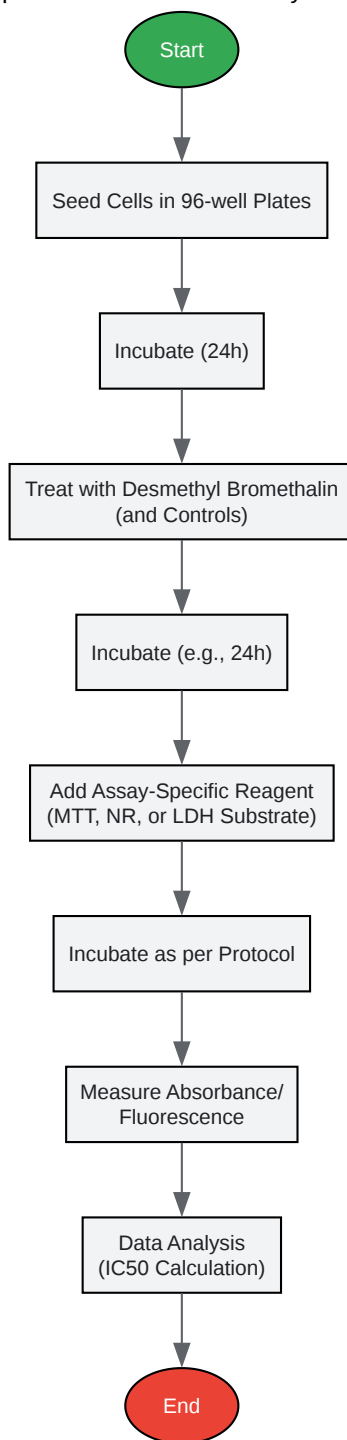 Start
Seed Cells in 96-well Plates
Incubate (24h)
Treat with Desmethyl Bromethalin
(and Controls)
Incubate (e.g., 24h)
Add Assay-Specific Reagent
(MTT, NR, or LDH Substrate)
Incubate as per Protocol
Measure Absorbance/
Fluorescence
Data Analysis
(IC50 Calculation)
End